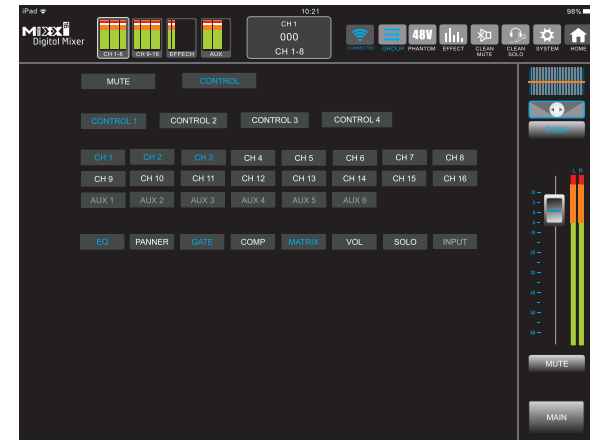 iPad 10:21 98%
MIXXX
Digital Mixer
CH 1-8 CH 9-16 EFFECH AUX
CH 1
000
CH 1-8
48V
CONNECTED GROUP PHANTOM EFFECT CLEAN MUTE CLEAN SOLO SYSTEM HOME
MUTE CONTROL
CONTROL 1 CONTROL 2 CONTROL 3 CONTROL 4
COMP
CH 1 CH 2 CH 3 CH 4 CH 5 CH 6 CH 7 CH 8
CH 9 CH 10 CH 11 CH 12 CH 13 CH 14 CH 15 CH 16
L R
AUX 1 AUX 2 AUX 3 AUX 4 AUX 5 AUX 6
EQ PANNER GATE COMP MATRIX VOL SOLO INPUT
MUTE
MAIN